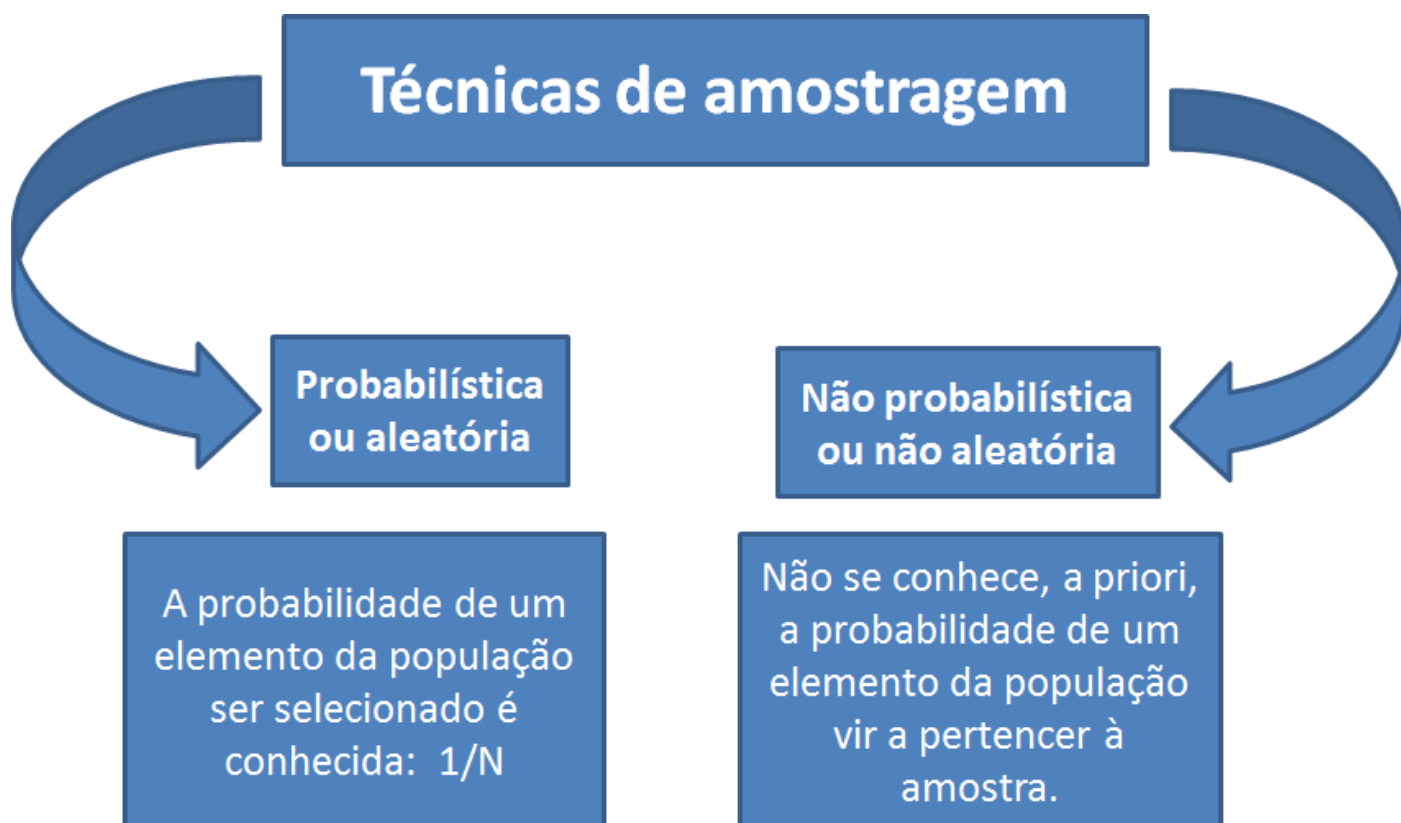 Técnicas de amostragem
Probabilística
ou aleatória
Não probabilística
ou não aleatória
A probabilidade de um
elemento da população
ser selecionado é
conhecida: 1/N
Não se conhece, a priori,
a probabilidade de um
elemento da população
vir a pertencer à
amostra.